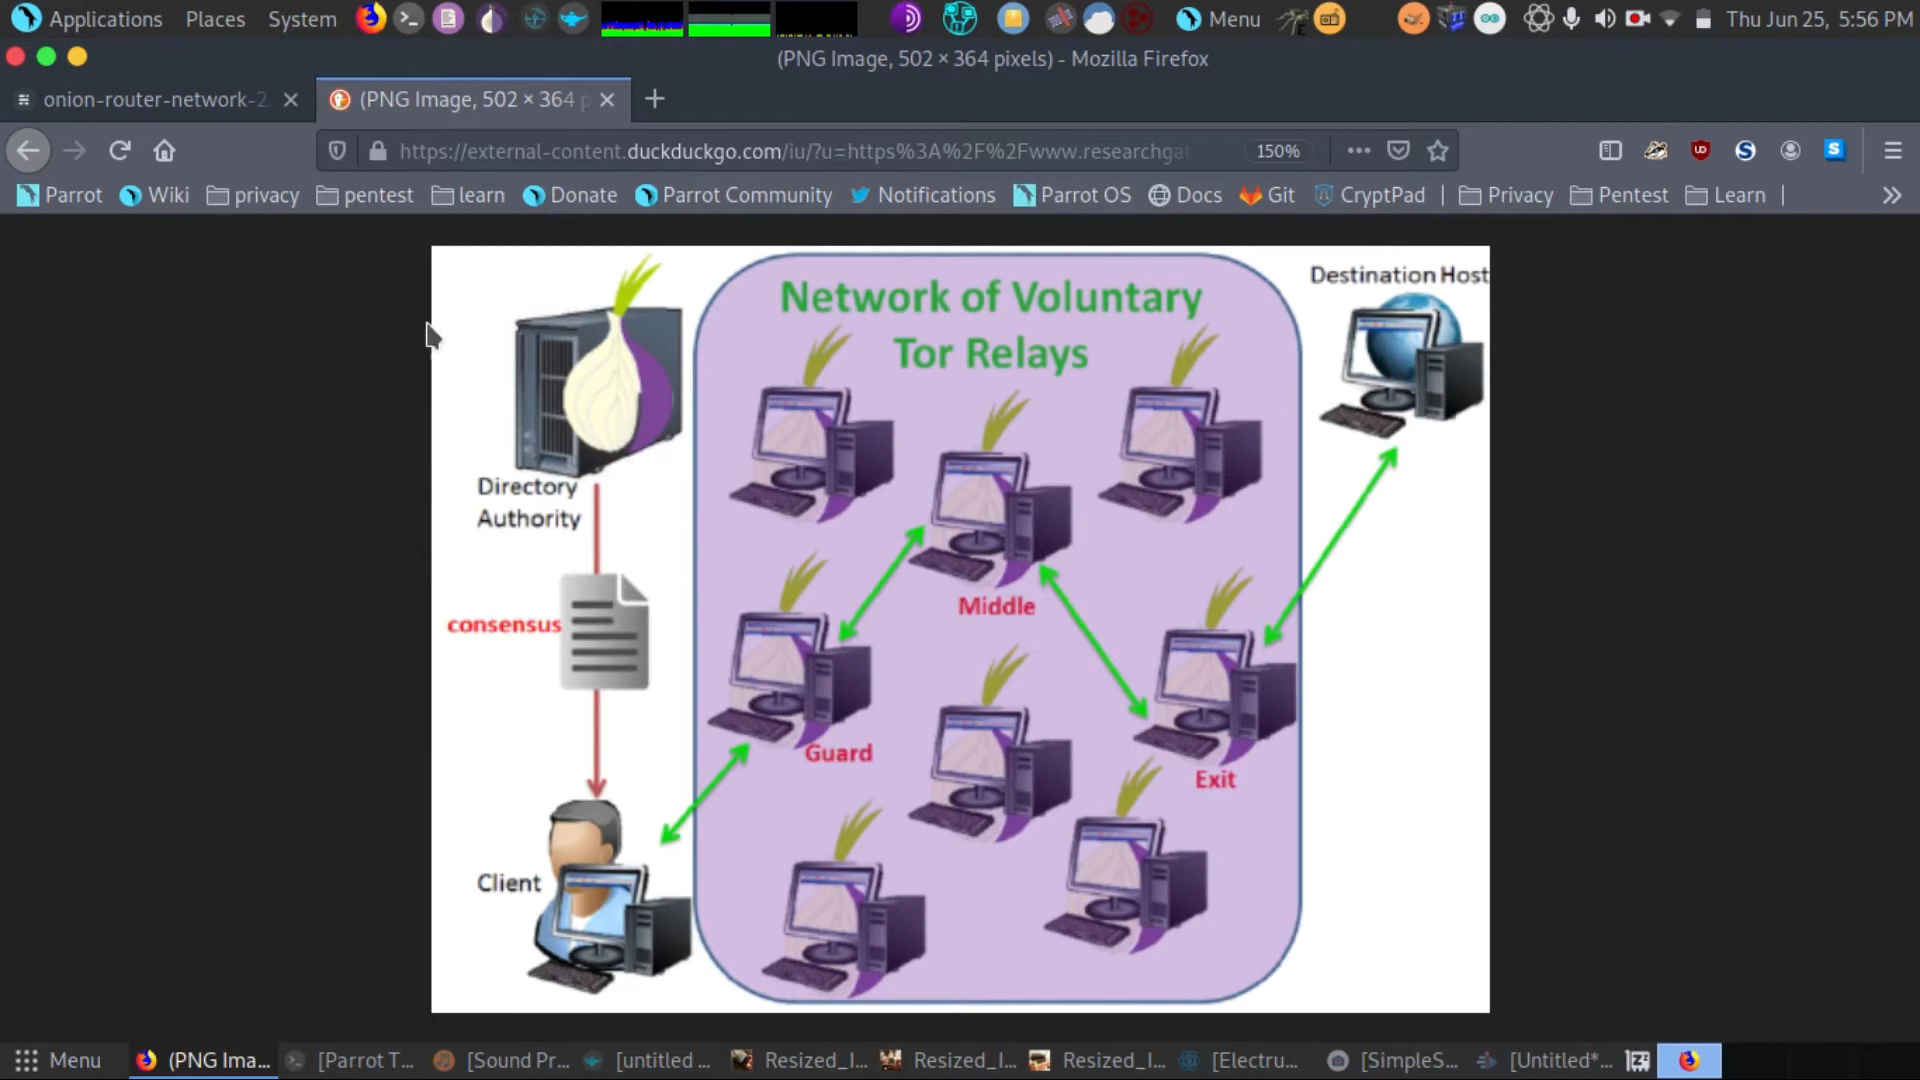 Applications Places System
Menu
Thu Jun 25, 5:56 PM
(PNG Image, 502 × 364 pixels) - Mozilla Firefox
onion-router-network-2
(PNG Image, 502 × 364 p
https://external-content.duckduckgo.com/iu/?u=https%3A%2F%2Fwww.researchgat
150%
Parrot Wiki privacy pentest learn Donate Parrot Community Notifications Parrot OS Docs Git CryptPad Privacy Pentest Learn
Network of Voluntary
Tor Relays
Destination Host
Directory
Authority
consensus
Middle
Guard
Exit
Client
Menu (PNG Ima... [Parrot T... [Sound Pr... [untitled ... Resized_I... Resized_I... Resized_I... [Electru... [SimpleS... [Untitled*...